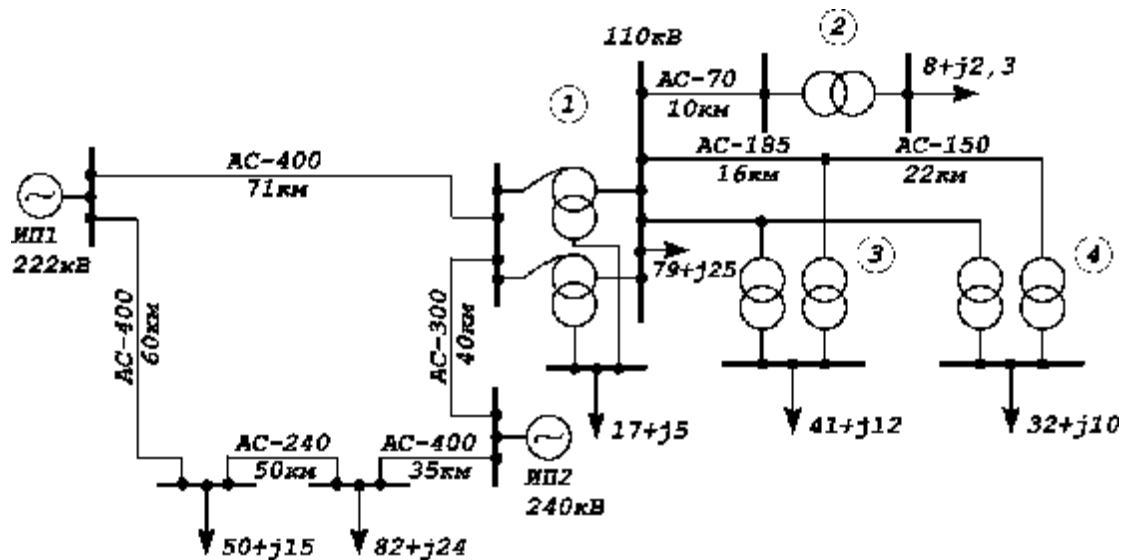 110кВ
2
8+j2,3
АС-70
10км
1
АС-185
16км
АС-150
22км
АС-400
71км
ИП1
222кВ
79+j25
3
4
АС-400
60км
АС-300
40км
17+j5
41+j12
32+j10
АС-240
50км
АС-400
35км
ИП2
240кВ
50+j15
82+j24